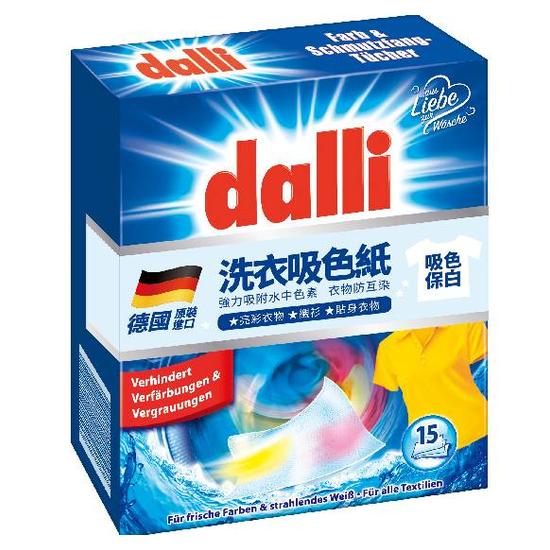 dalli
Farb &
Schmutzfang-
Tücher
aus
Liebe
zur
Wäsche
dalli
洗衣吸色紙
強力吸附水中色素 衣物防互染
★亮彩衣物 ★襯衫 ★貼身衣物
吸色
保白
德國 原裝
進口
Verhindert
Verfärbungen &
Vergrauungen
15
Für frische Farben & strahlendes Weiß • Für alle Textilien